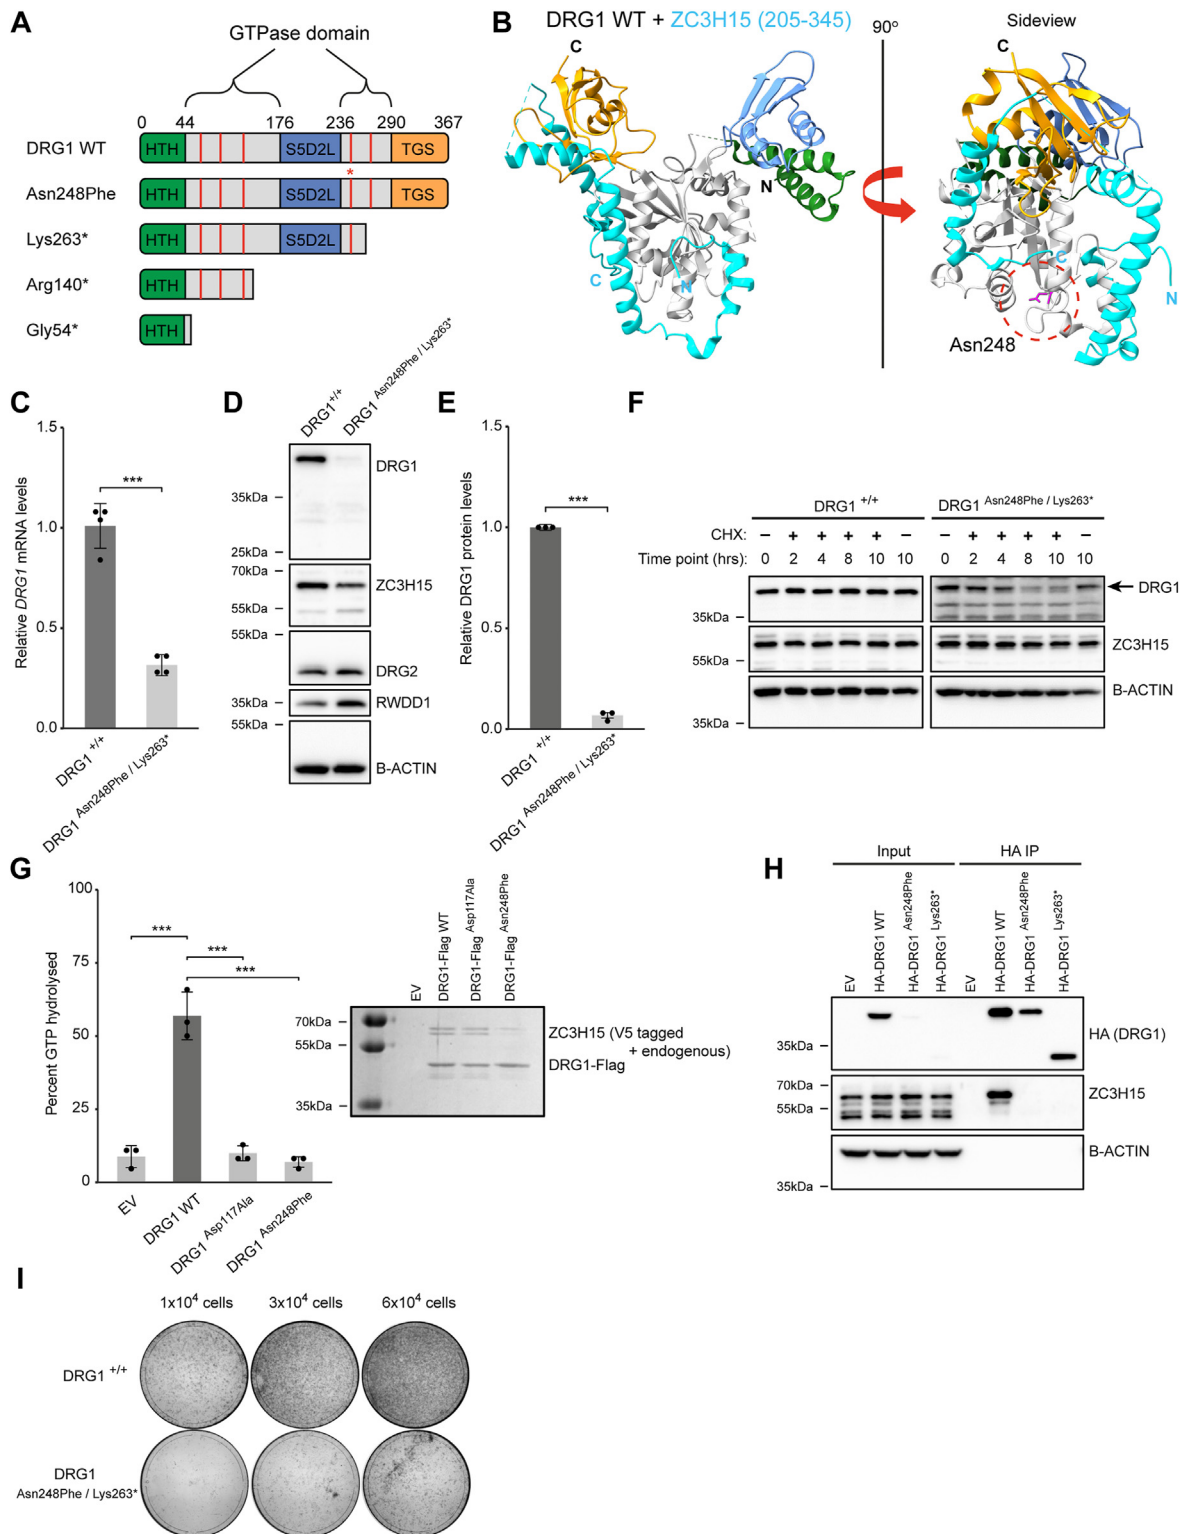 A
GTPase domain
0 44 176 236 290 367
DRG1 WT HTH S5D2L TGS
*
Asn248Phe HTH S5D2L TGS
Lys263* HTH S5D2L
Arg140* HTH
Gly54* HTH
B
DRG1 WT + ZC3H15 (205-345)
90°
Sideview
C
N
C
N
C
C
N
Asn248
C
Relative DRG1 mRNA levels
1.5
1.0
0.5
0.0
***
DRG1 +/+
DRG1 Asn248Phe / Lys263*
D
DRG1+/+
DRG1 Asn248Phe / Lys263*
DRG1
35kDa
25kDa
70kDa
ZC3H15
55kDa
55kDa
DRG2
35kDa
RWDD1
55kDa
B-ACTIN
E
Relative DRG1 protein levels
1.5
1.0
0.5
0.0
***
DRG1 +/+
DRG1 Asn248Phe / Lys263*
F
DRG1 +/+ DRG1 Asn248Phe / Lys263*
CHX: – + + + + – – + + + + –
Time point (hrs): 0 2 4 8 10 10 0 2 4 8 10 10
DRG1
35kDa
ZC3H15
55kDa
B-ACTIN
35kDa
G
Percent GTP hydrolysed
100
75
50
25
0
***
***
***
EV
DRG1 WT
DRG1 Asp117Ala
DRG1 Asn248Phe
EV
DRG1-Flag WT
DRG1-Flag Asp117Ala
DRG1-Flag Asn248Phe
70kDa
55kDa
35kDa
ZC3H15 (V5 tagged
+ endogenous)
DRG1-Flag
H
Input HA IP
EV
HA-DRG1 WT
HA-DRG1 Asn248Phe
HA-DRG1 Lys263*
EV
HA-DRG1 WT
HA-DRG1 Asn248Phe
HA-DRG1 Lys263*
HA (DRG1)
35kDa
70kDa
ZC3H15
55kDa
B-ACTIN
35kDa
I
1x10⁴ cells 3x10⁴ cells 6x10⁴ cells
DRG1 +/+
DRG1
Asn248Phe / Lys263*